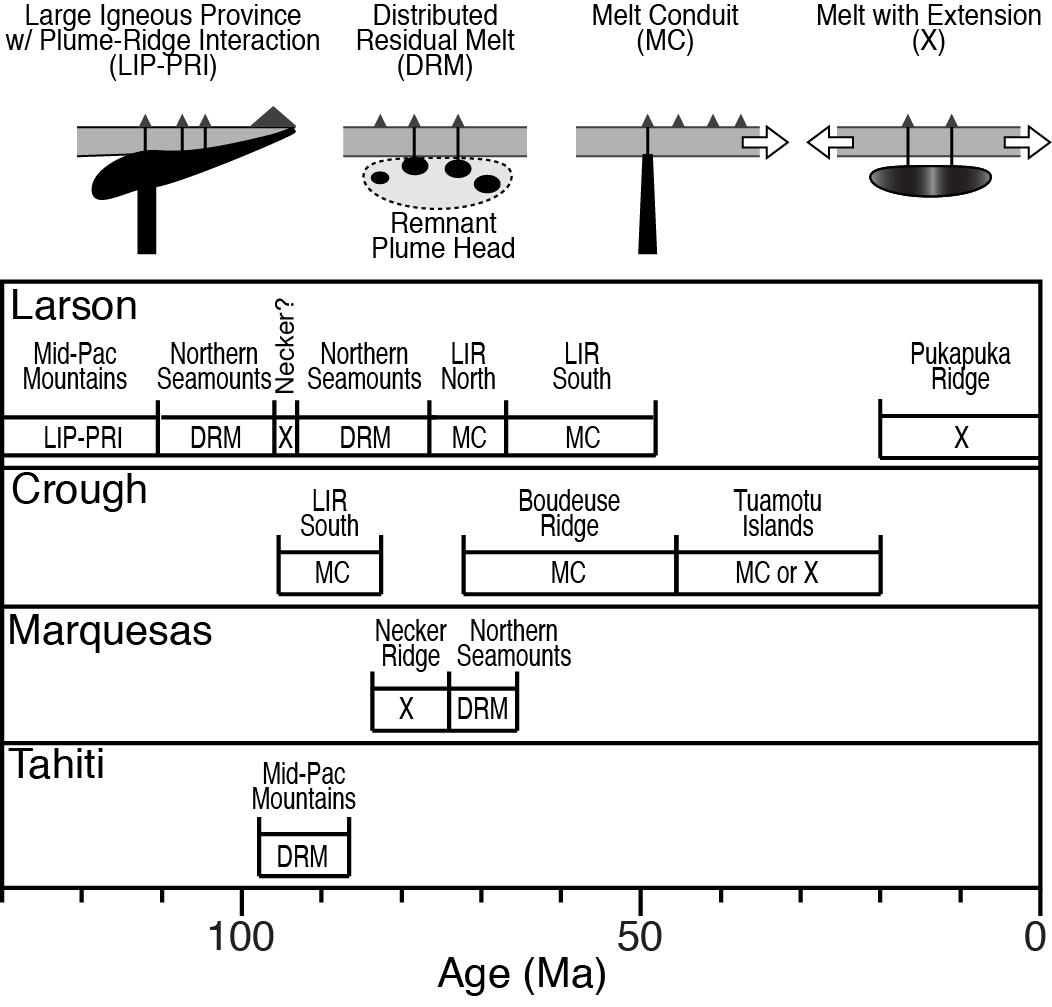 Large Igneous Province
w/ Plume-Ridge Interaction
(LIP-PRI)
Distributed
Residual Melt
(DRM)
Melt Conduit
(MC)
Melt with Extension
(X)
Remnant
Plume Head
Larson
Mid-Pac
Mountains
Northern
Seamounts
Necker?
Northern
Seamounts
LIR
North
LIR
South
Pukapuka
Ridge
LIP-PRI
DRM
X
DRM
MC
MC
X
Crough
LIR
South
Boudeuse
Ridge
Tuamotu
Islands
MC
MC
MC or X
Marquesas
Necker
Ridge
Northern
Seamounts
X
DRM
Tahiti
Mid-Pac
Mountains
DRM
100
50
0
Age (Ma)